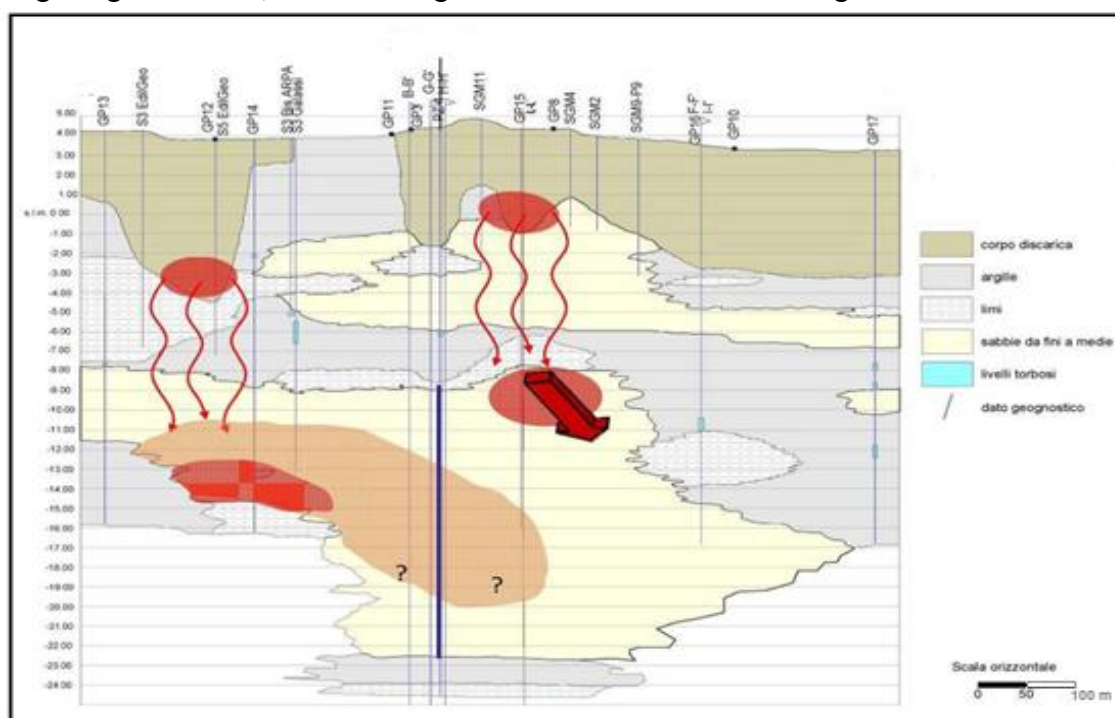 GP13
S3 EdilGeo
GP12
S5 EdilGeo
GP14
S3 Bis ARPA
S3 Galassi
GP11
B-B'
GP3
G-G'
H-H'
SGM11
GP15
GP8
SGM4
SGM2
SGM9-P9
GP16 F-F'
I-I'
GP10
GP17
5.00
4.00
3.00
2.00
1.00
s.l.m. 0.00
-1.00
-2.00
-3.00
-4.00
-5.00
-6.00
-7.00
-8.00
-9.00
-10.00
-11.00
-12.00
-13.00
-14.00
-15.00
-16.00
-17.00
-18.00
-19.00
-20.00
-21.00
-22.00
-23.00
-24.00
? ?
corpo discarica
argille
limi
sabbie da fini a medie
livelli torbosi
dato geognostico
Scala orizzontale
0 50 100 m